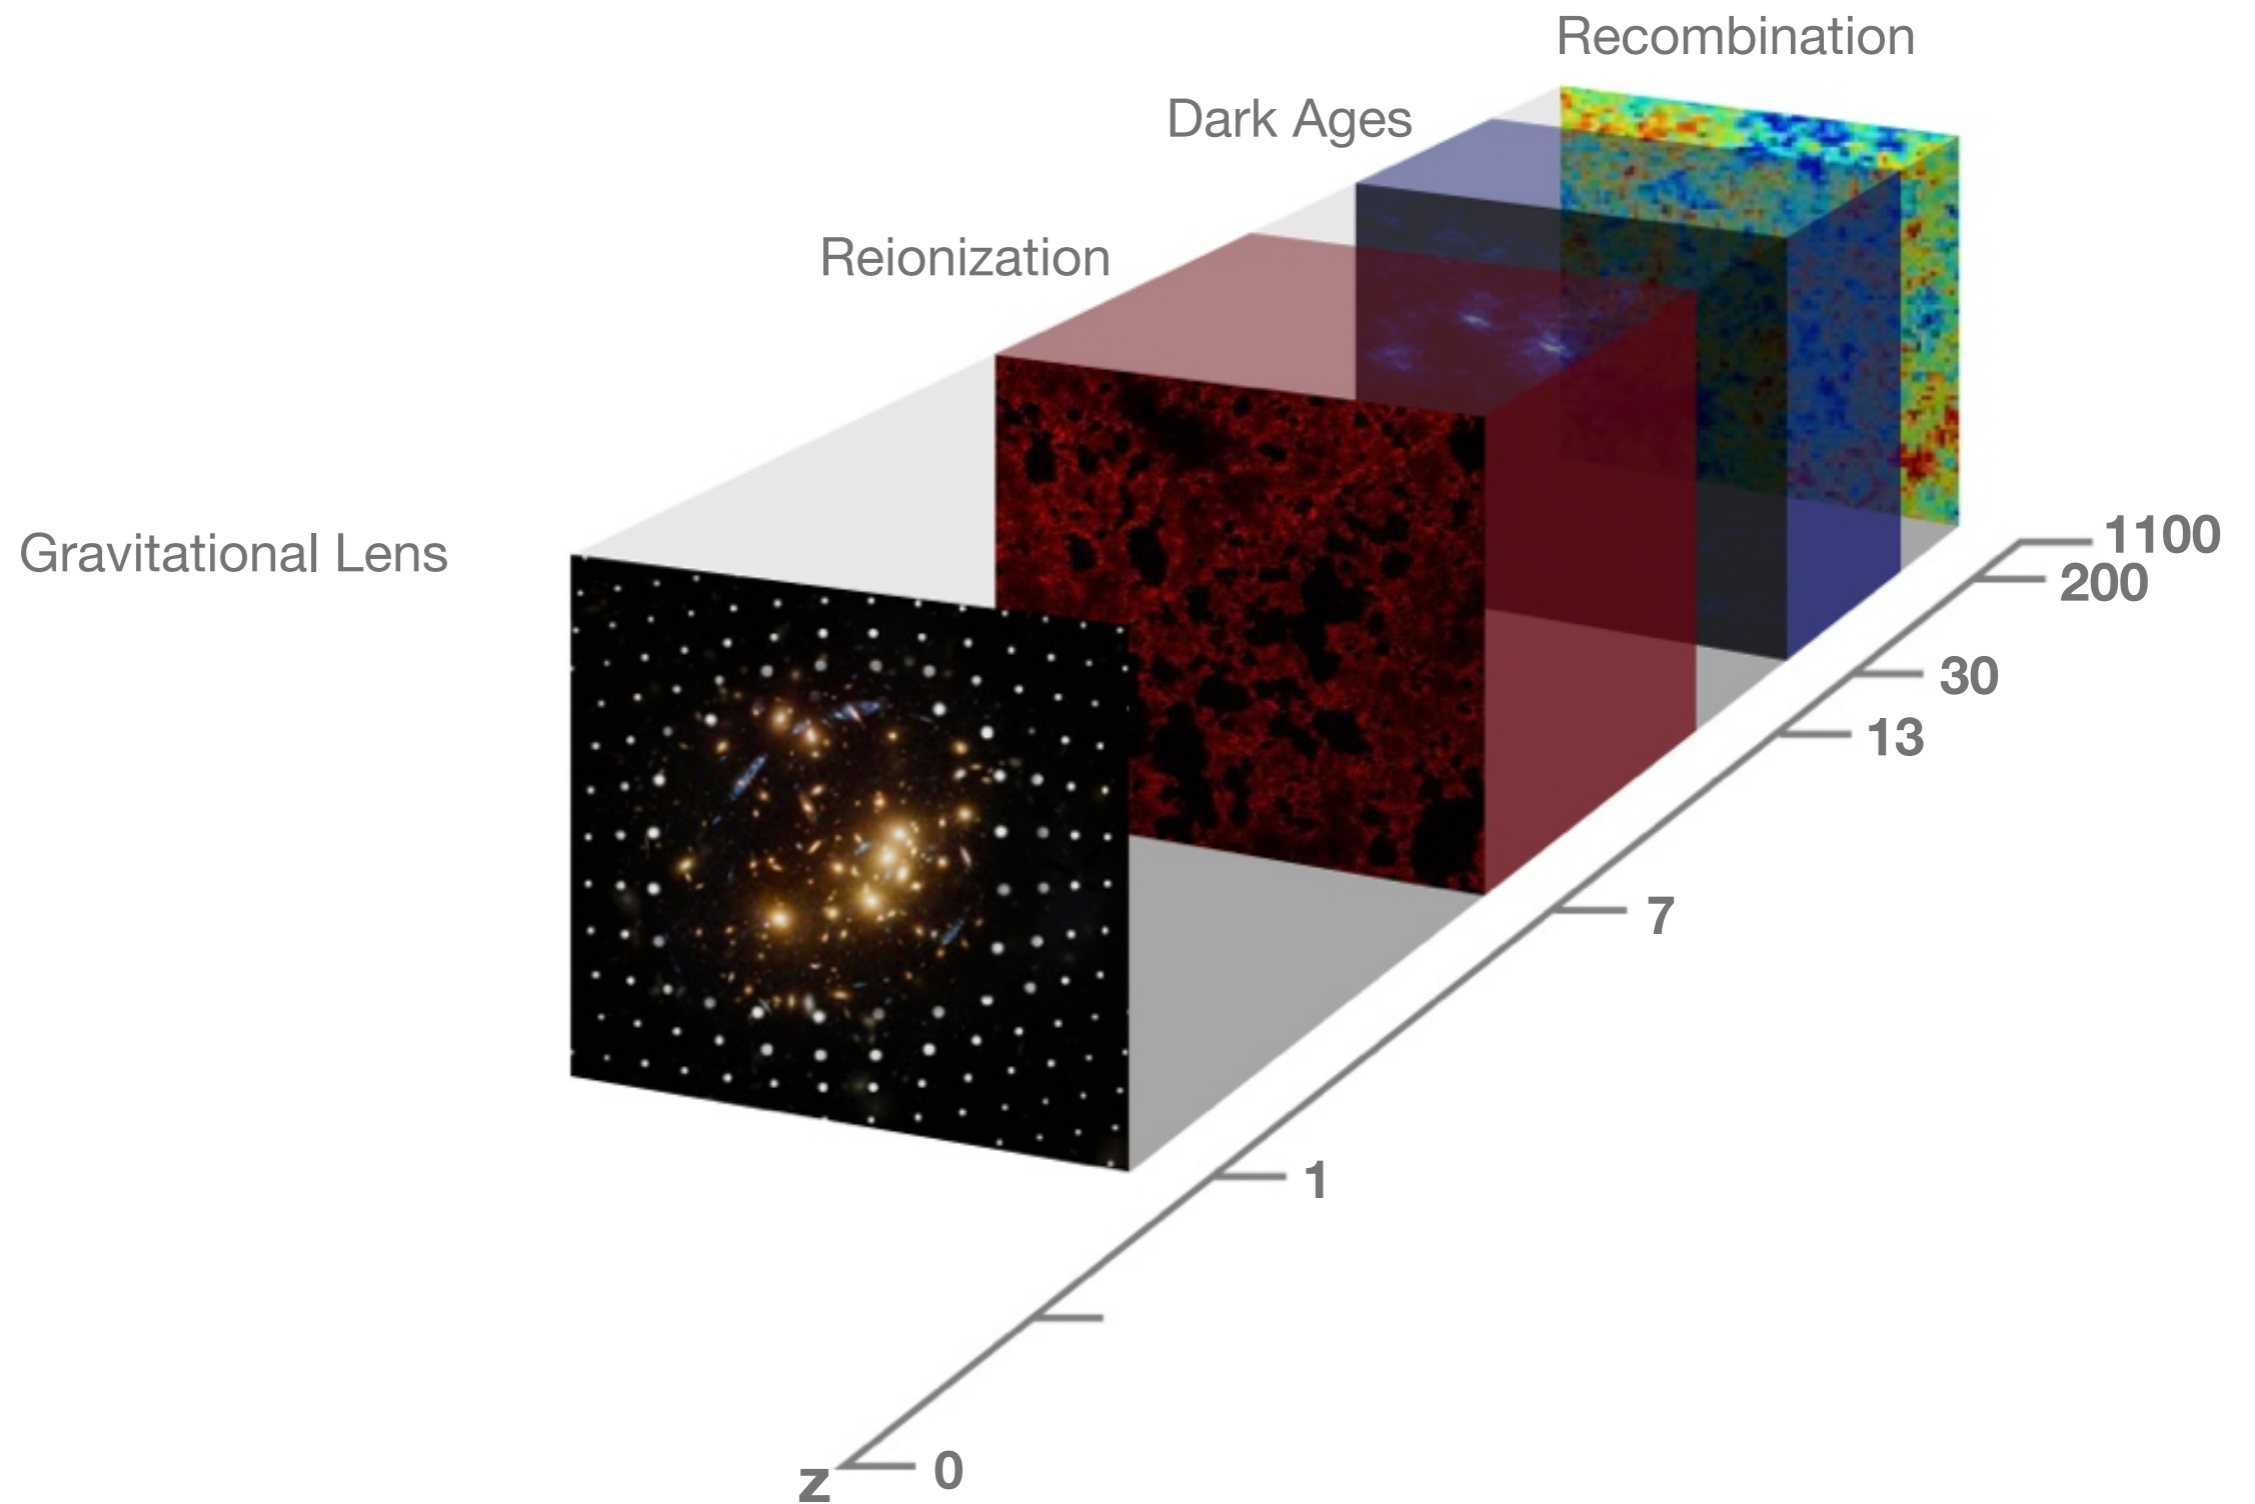 Recombination
Dark Ages
Reionization
Gravitational Lens
1100
200
30
13
7
1
0
z